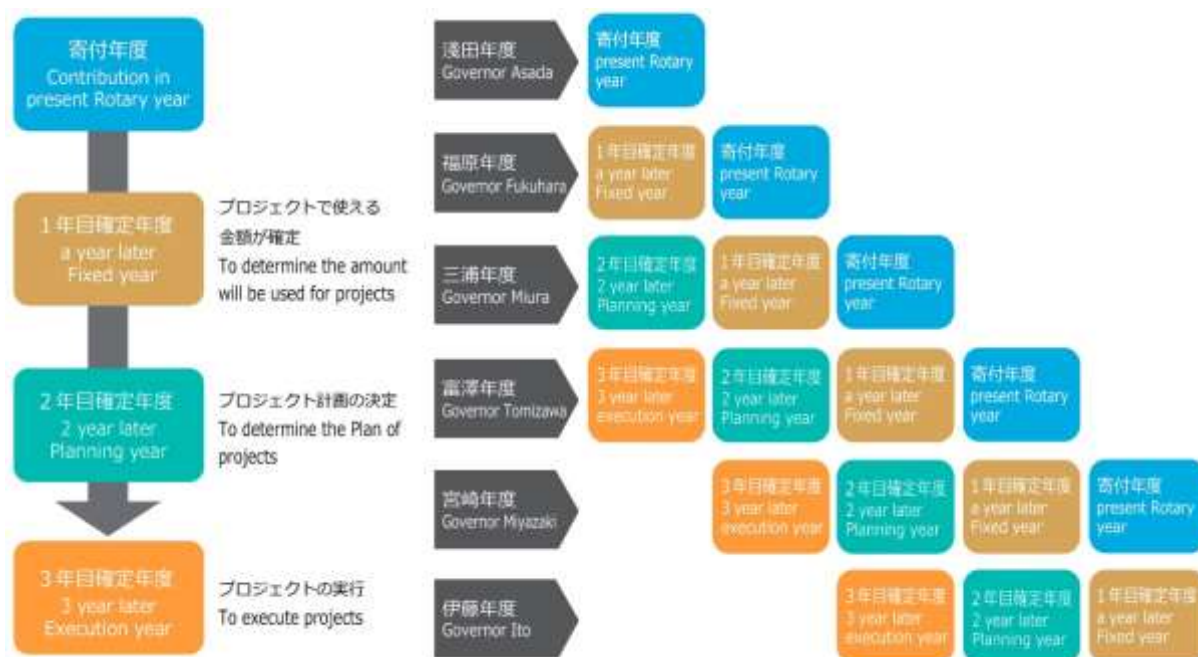 寄付年度
Contribution in
present Rotary year
1年目確定年度
a year later
Fixed year
プロジェクトで使える
金額が確定
To determine the amount
will be used for projects
2年目確定年度
2 year later
Planning year
プロジェクト計画の決定
To determine the Plan of
projects
3年目確定年度
3 year later
Execution year
プロジェクトの実行
To execute projects
淺田年度
Governor Asada
寄付年度
present Rotary
year
福原年度
Governor Fukuhara
1年目確定年度
a year later
Fixed year
寄付年度
present Rotary
year
三浦年度
Governor Miura
2年目確定年度
2 year later
Planning year
1年目確定年度
a year later
Fixed year
寄付年度
present Rotary
year
富澤年度
Governor Tomizawa
3年目確定年度
3 year later
execution year
2年目確定年度
2 year later
Planning year
1年目確定年度
a year later
Fixed year
寄付年度
present Rotary
year
宮崎年度
Governor Miyazaki
3年目確定年度
3 year later
execution year
2年目確定年度
2 year later
Planning year
1年目確定年度
a year later
Fixed year
寄付年度
present Rotary
year
伊藤年度
Governor Ito
3年目確定年度
3 year later
execution year
2年目確定年度
2 year later
Planning year
1年目確定年度
a year later
Fixed year